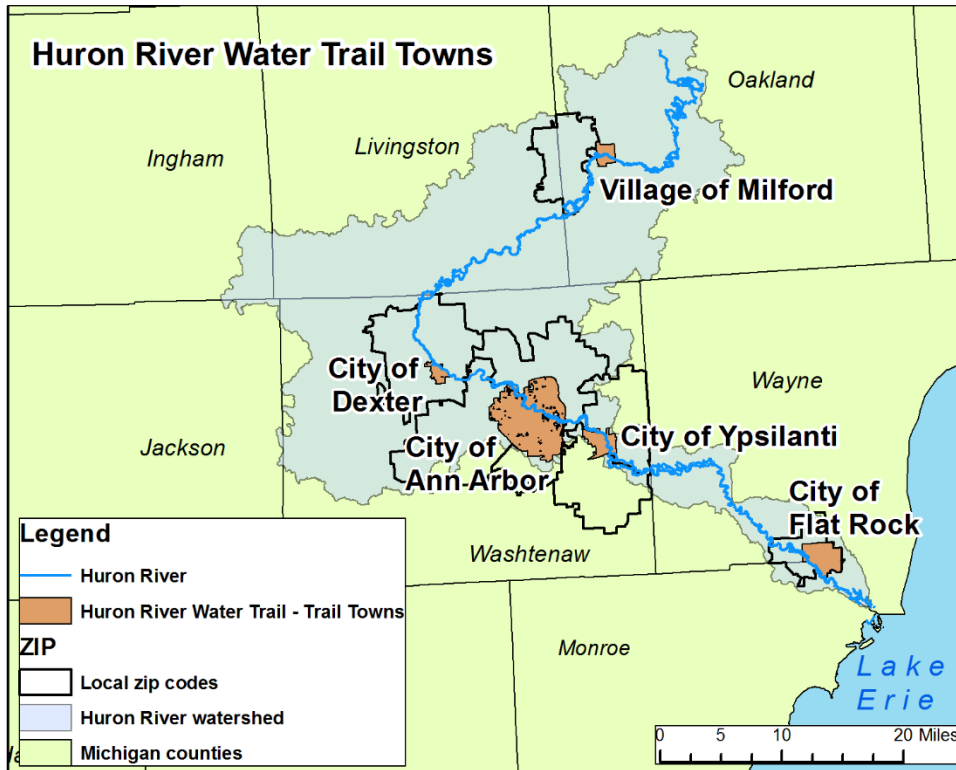 Huron River Water Trail Towns
Oakland
Livingston
Ingham
Village of Milford
City of
Dexter
Wayne
City of Ypsilanti
Jackson
City of
Ann Arbor
City of
Flat Rock
Washtenaw
Monroe
Lake
Erie
Legend
Huron River
Huron River Water Trail - Trail Towns
ZIP
Local zip codes
Huron River watershed
Michigan counties
0 5 10 20 Miles